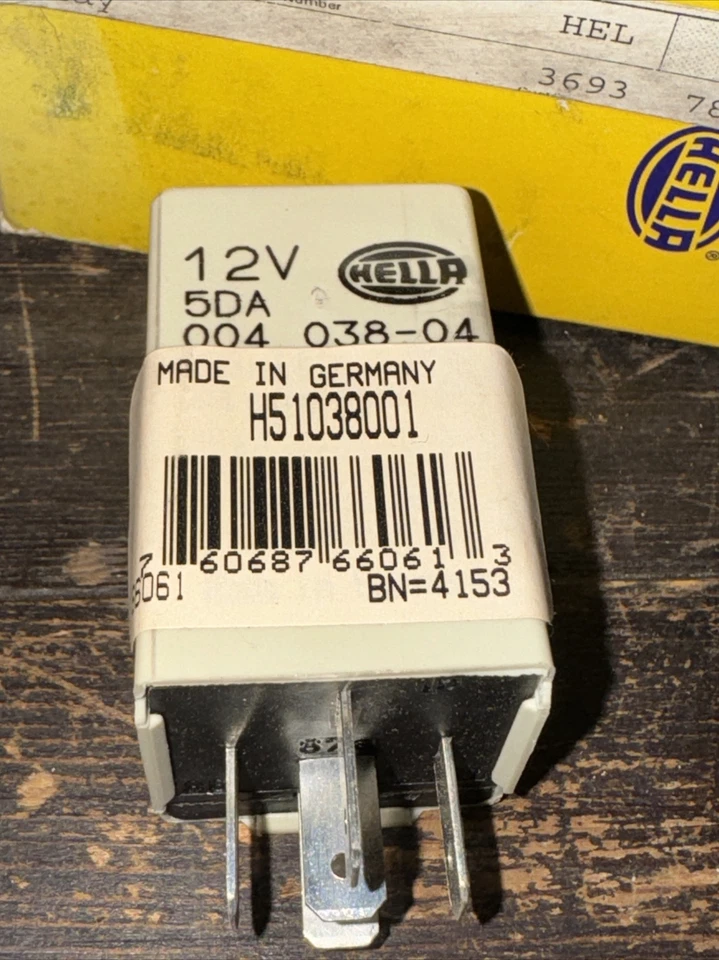 HEL
3693 78
HELLA
®
12V HELLA
5DA
004 038-04
MADE IN GERMANY
H51038001
7 60687 66061 3
6061 BN=4153